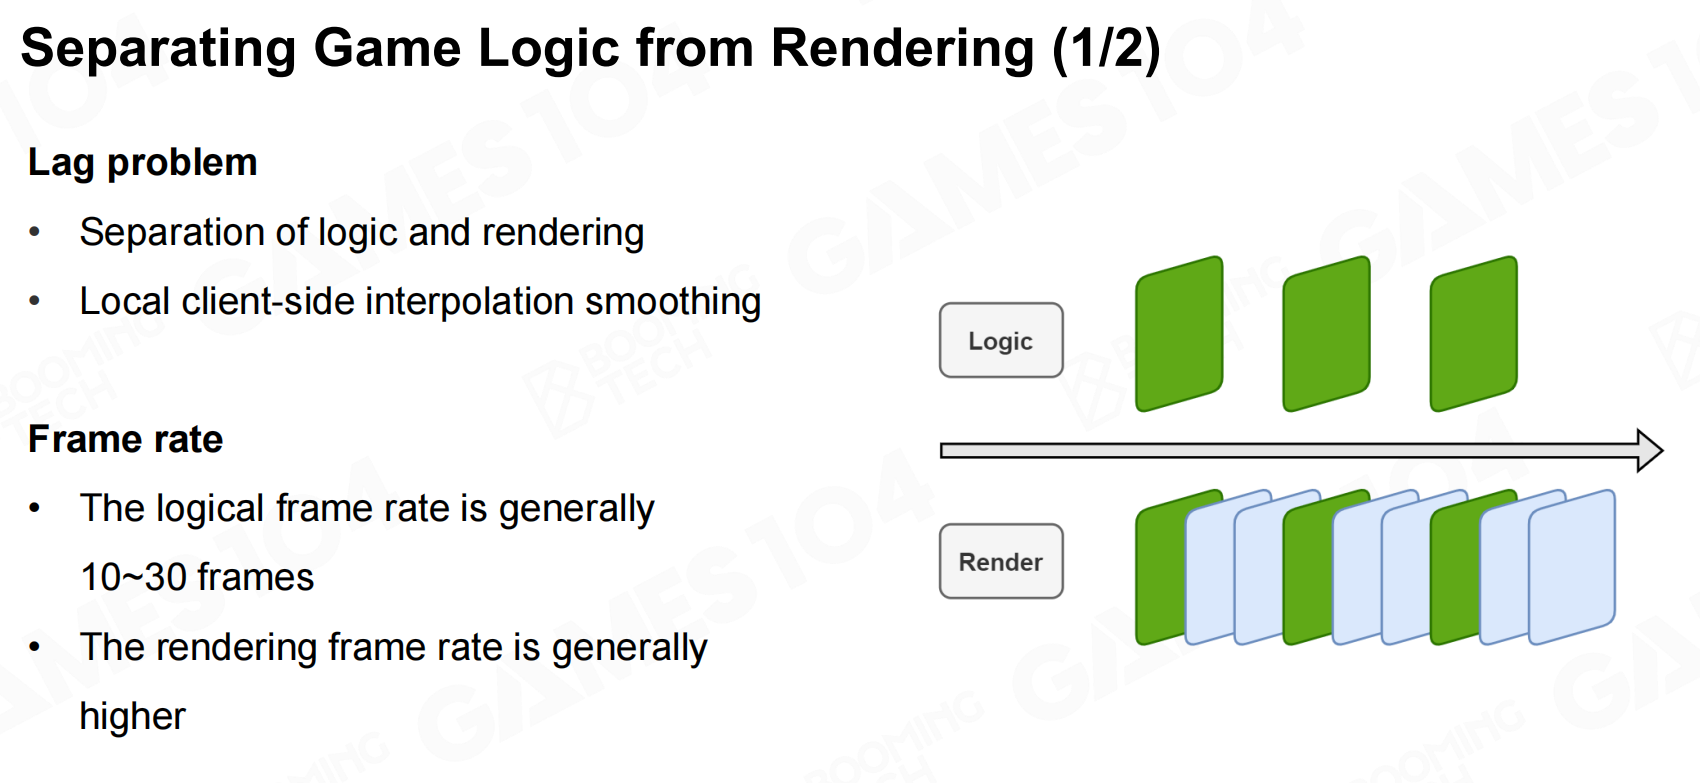 Separating Game Logic from Rendering (1/2)
Lag problem
• Separation of logic and rendering
• Local client-side interpolation smoothing
Frame rate
• The logical frame rate is generally
10~30 frames
• The rendering frame rate is generally
higher
Logic
Render
GAMES104
BOOMING
TECH